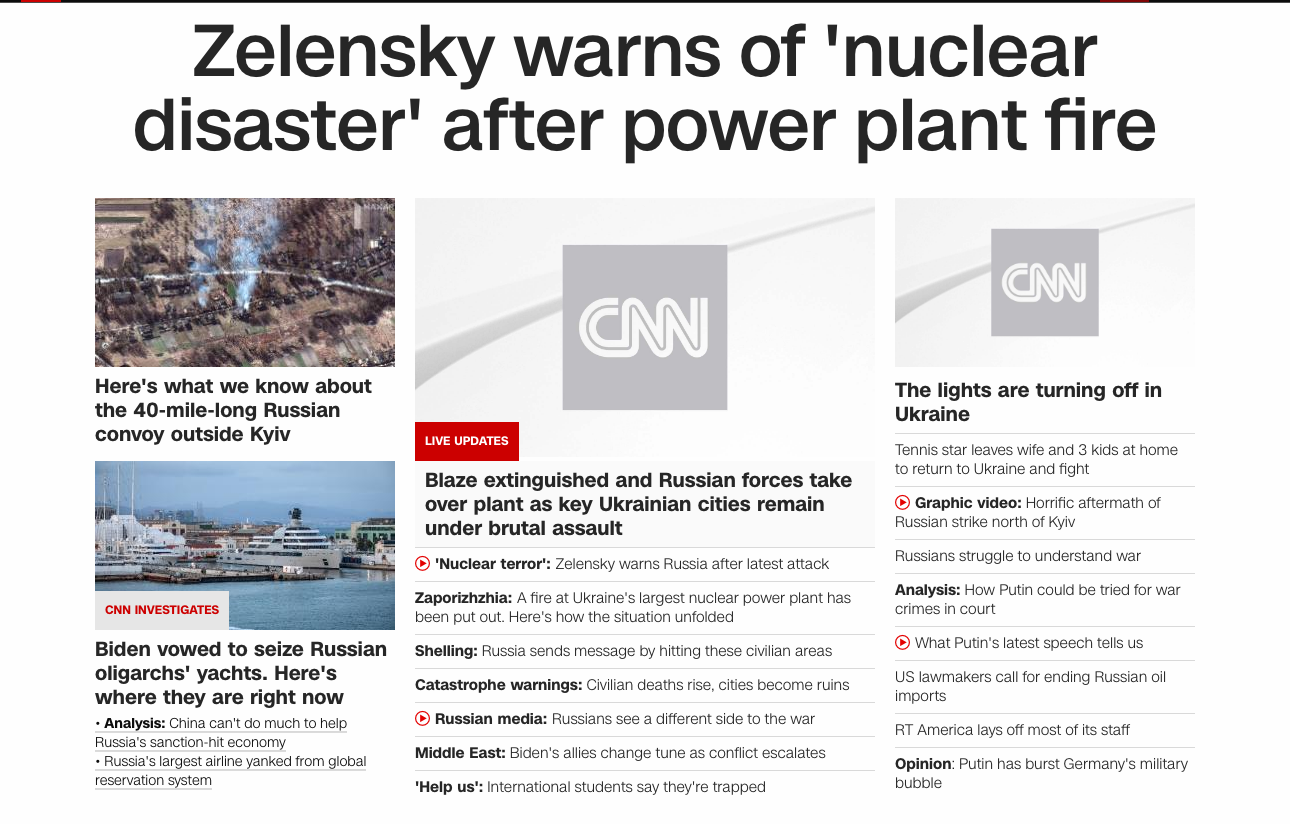 Zelensky warns of 'nuclear
disaster' after power plant fire
MAXAR
Here's what we know about
the 40-mile-long Russian
convoy outside Kyiv
CNN INVESTIGATES
Biden vowed to seize Russian
oligarchs' yachts. Here's
where they are right now
• Analysis: China can't do much to help
Russia's sanction-hit economy
• Russia's largest airline yanked from global
reservation system
CNN
LIVE UPDATES
Blaze extinguished and Russian forces take
over plant as key Ukrainian cities remain
under brutal assault
'Nuclear terror': Zelensky warns Russia after latest attack
Zaporizhzhia: A fire at Ukraine's largest nuclear power plant has
been put out. Here's how the situation unfolded
Shelling: Russia sends message by hitting these civilian areas
Catastrophe warnings: Civilian deaths rise, cities become ruins
Russian media: Russians see a different side to the war
Middle East: Biden's allies change tune as conflict escalates
'Help us': International students say they're trapped
CNN
The lights are turning off in
Ukraine
Tennis star leaves wife and 3 kids at home
to return to Ukraine and fight
Graphic video: Horrific aftermath of
Russian strike north of Kyiv
Russians struggle to understand war
Analysis: How Putin could be tried for war
crimes in court
What Putin's latest speech tells us
US lawmakers call for ending Russian oil
imports
RT America lays off most of its staff
Opinion: Putin has burst Germany's military
bubble